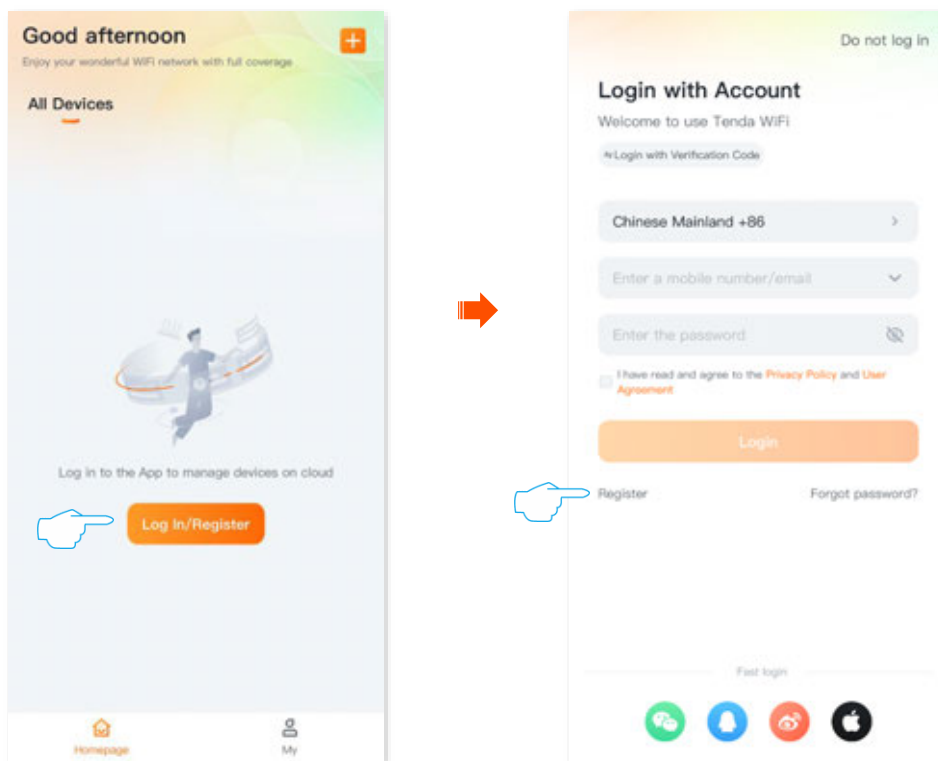 Good afternoon
Enjoy your wonderful WiFi network with full coverage
All Devices
Log in to the App to manage devices on cloud
Log In/Register
Homepage
My
Do not log in
Login with Account
Welcome to use Tenda WiFi
Login with Verification Code
Chinese Mainland +86
Enter a mobile number/email
Enter the password
I have read and agree to the Privacy Policy and User
Agreement
Login
Register
Forgot password?
Fast login